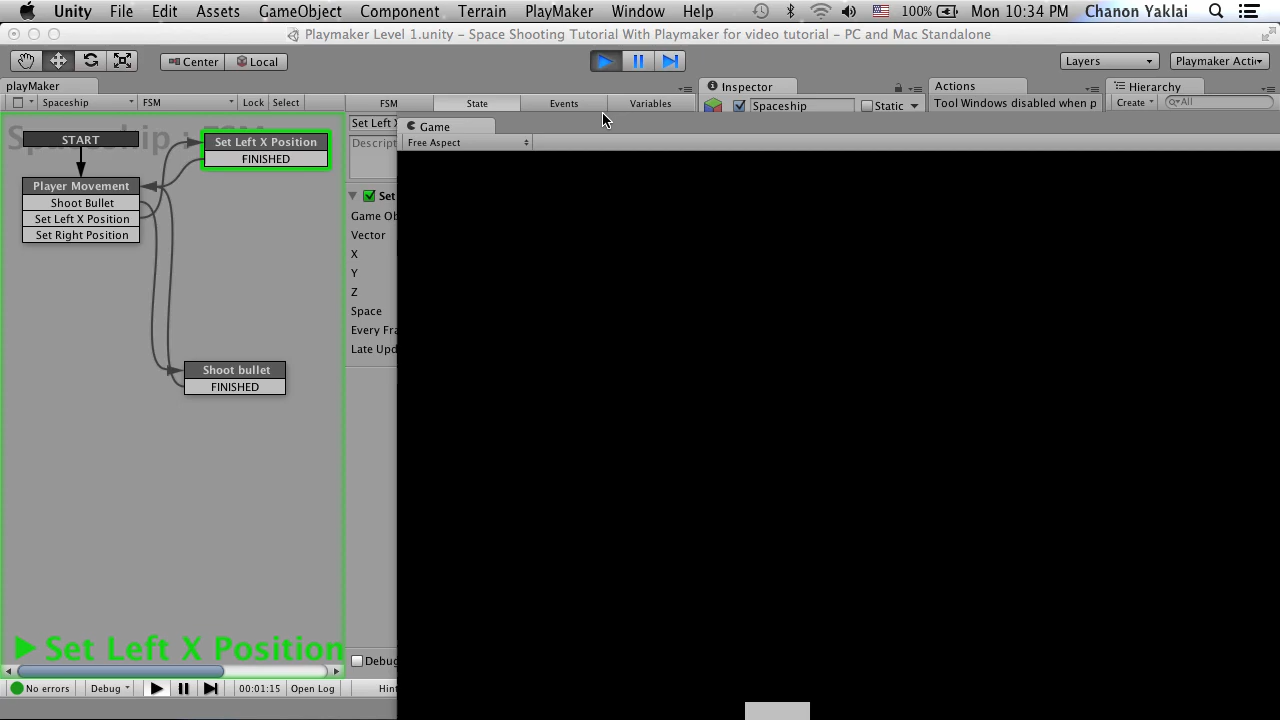 Unity File Edit Assets GameObject Component Terrain PlayMaker Window Help 100% Mon 10:34 PM Chanon Yaklai
Playmaker Level 1.unity – Space Shooting Tutorial With Playmaker for video tutorial – PC and Mac Standalone
Center Local Layers Playmaker Acti
playMaker Inspector Actions Hierarchy
Spaceship FSM Lock Select FSM State Events Variables Spaceship Static Tool Windows disabled when p Create All
Spaceship : FSM
Set Left X
Game
Free Aspect
Descript
START
Set Left X Position
FINISHED
Player Movement
Shoot Bullet
Set Left X Position
Set Right Position
Set
Game Ob
Vector
X
Y
Z
Space
Every Fra
Late Upd
Shoot bullet
FINISHED
Set Left X Position
Debug
No errors Debug 00:01:15 Open Log Hin